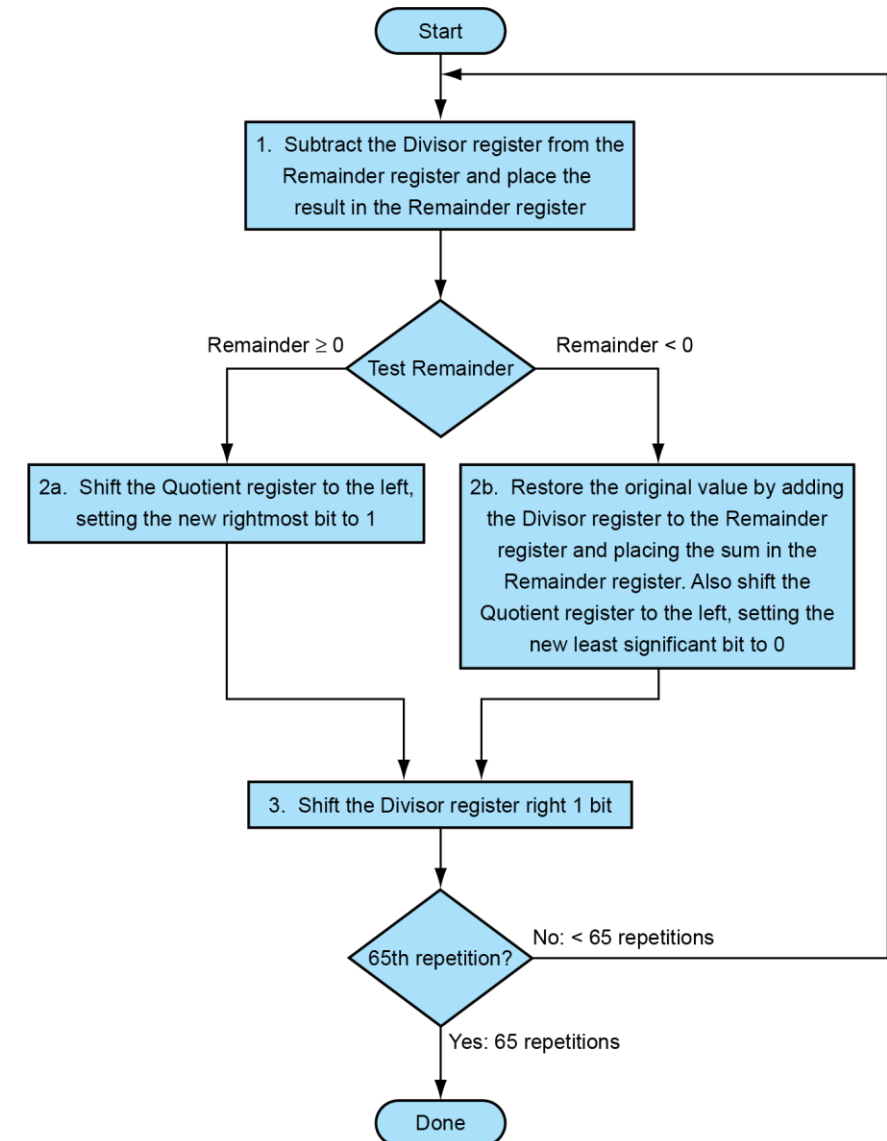 Start
1. Subtract the Divisor register from the
Remainder register and place the
result in the Remainder register
Remainder ≥ 0
Remainder < 0
Test Remainder
2a. Shift the Quotient register to the left,
setting the new rightmost bit to 1
2b. Restore the original value by adding
the Divisor register to the Remainder
register and placing the sum in the
Remainder register. Also shift the
Quotient register to the left, setting the
new least significant bit to 0
3. Shift the Divisor register right 1 bit
65th repetition?
No: < 65 repetitions
Yes: 65 repetitions
Done